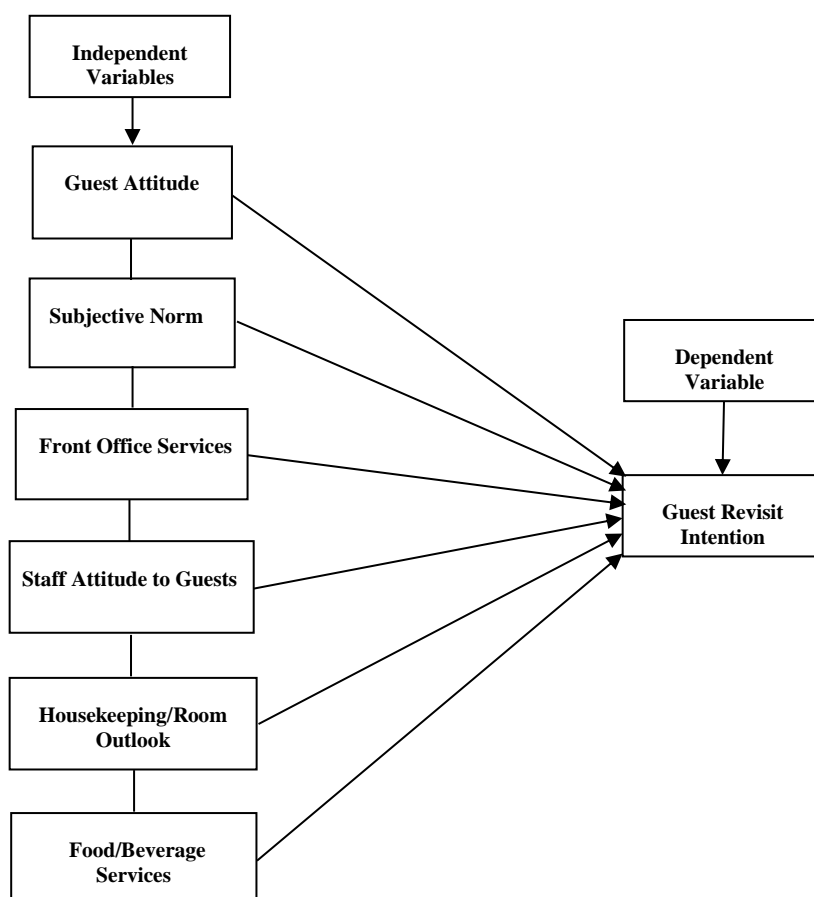 Independent
Variables
Guest Attitude
Subjective Norm
Front Office Services
Staff Attitude to Guests
Housekeeping/Room
Outlook
Food/Beverage
Services
Dependent
Variable
Guest Revisit
Intention